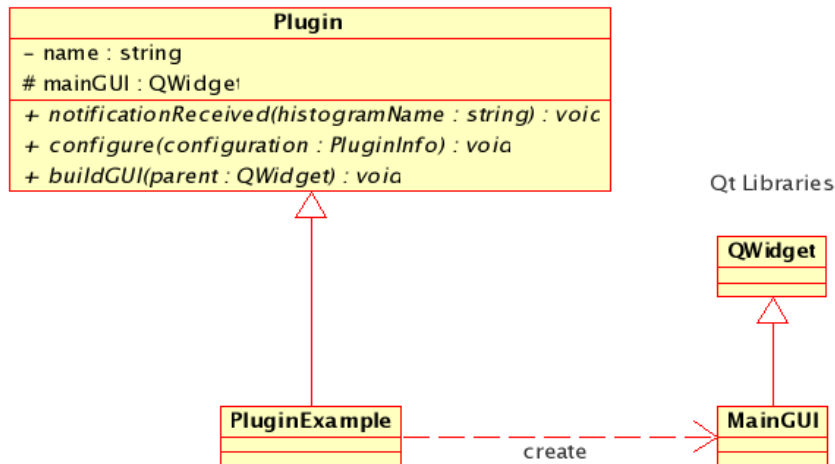 Plugin
- name : string
# mainGUI : QWidget
+ notificationReceived(histogramName : string) : void
+ configure(configuration : PluginInfo) : void
+ buildGUI(parent : QWidget) : void
Qt Libraries
QWidget
PluginExample
MainGUI
create